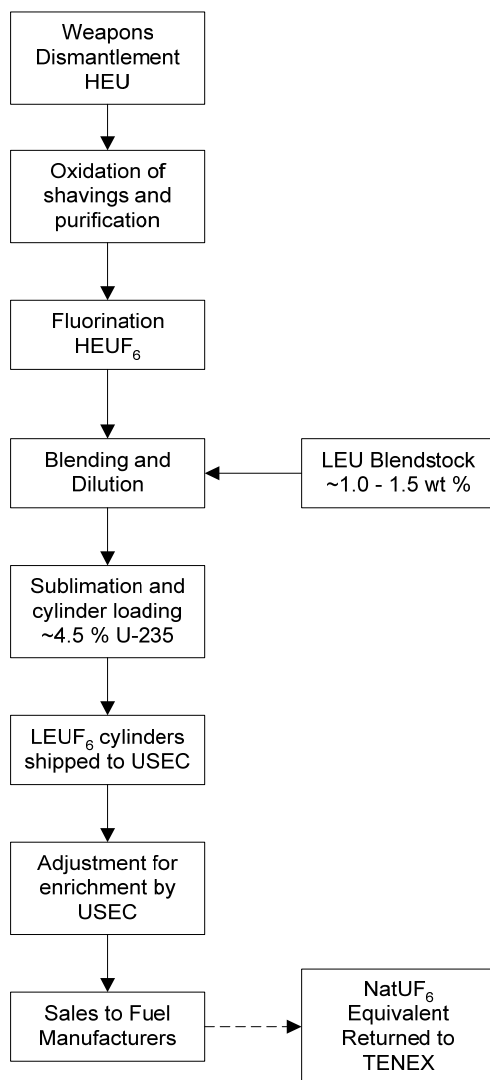 Weapons
Dismantlement
HEU
Oxidation of
shavings and
purification
Fluorination
HEUF₆
Blending and
Dilution
LEU Blendstock
~1.0 - 1.5 wt %
Sublimation and
cylinder loading
~4.5 % U-235
LEUF₆ cylinders
shipped to USEC
Adjustment for
enrichment by
USEC
Sales to Fuel
Manufacturers
NatUF₆
Equivalent
Returned to
TENEX